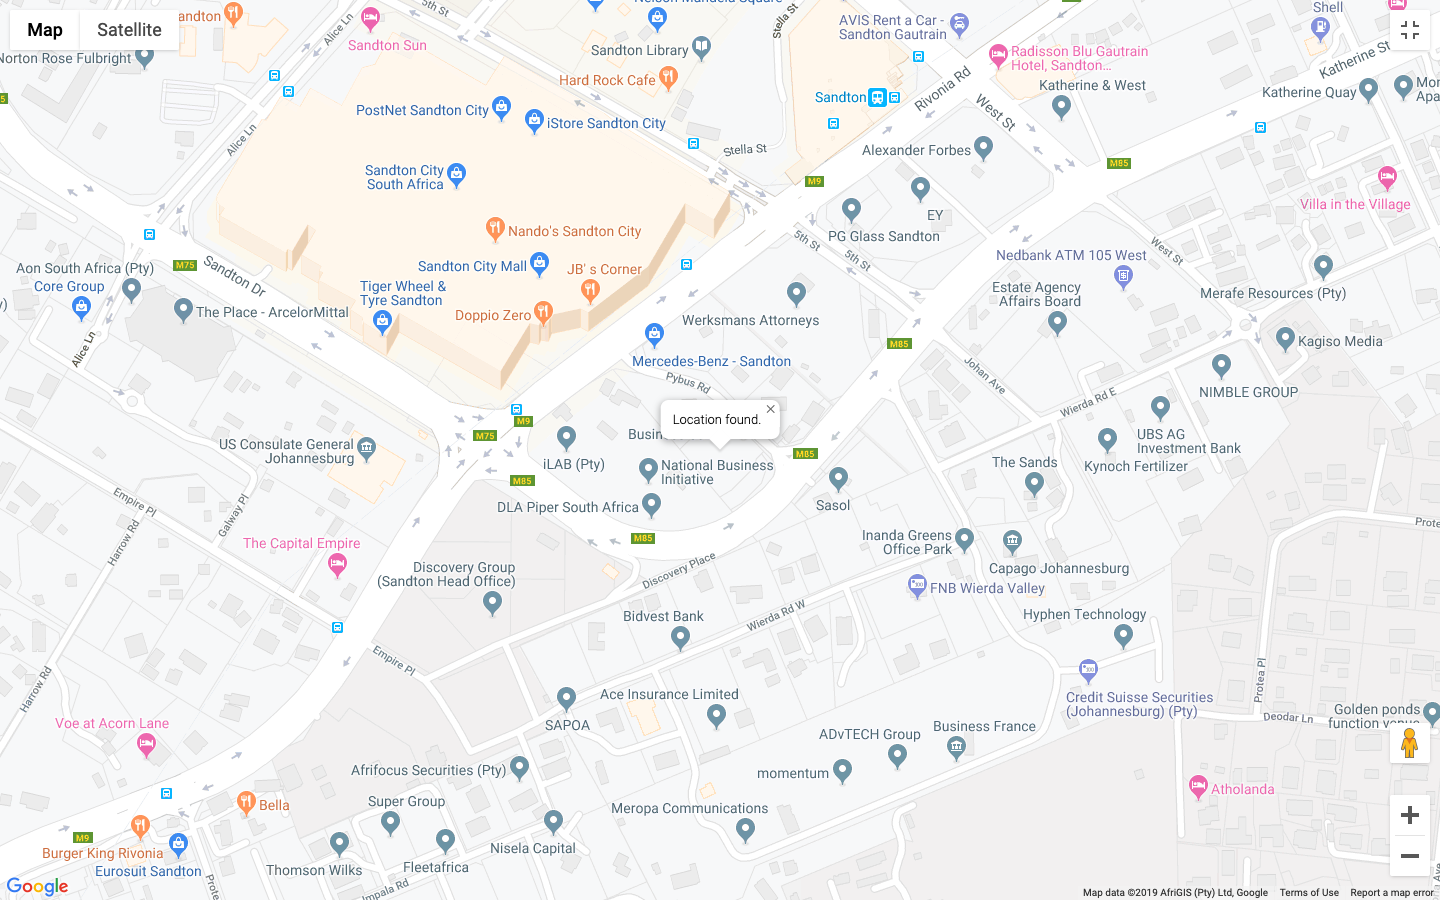 Map
Satellite
Sandton
Sandton Sun
Norton Rose Fulbright
Alice Ln
5th St
Nelson Mandela Square
Stella St
AVIS Rent a Car -
Sandton Gautrain
Sandton Library
Hard Rock Cafe
Radisson Blu Gautrain
Hotel, Sandton...
Shell
Katherine St
Katherine & West
Katherine Quay
Sandton
Rivonia Rd
West St
PostNet Sandton City
iStore Sandton City
Alice Ln
Stella St
Alexander Forbes
M85
Sandton City
South Africa
M9
EY
PG Glass Sandton
Villa in the Village
Nando's Sandton City
5th St
5th St
West St
Nedbank ATM 105 West
Sandton Dr
M75
Aon South Africa (Pty)
Core Group
Sandton City Mall
JB' s Corner
Tiger Wheel &
Tyre Sandton
Estate Agency
Affairs Board
Merafe Resources (Pty)
The Place - ArcelorMittal
Doppio Zero
Werksmans Attorneys
Alice Ln
M85
Kagiso Media
Mercedes-Benz - Sandton
Johan Ave
Pybus Rd
NIMBLE GROUP
Wierda Rd E
Location found.
M9
M75
UBS AG
Investment Bank
US Consulate General
Johannesburg
iLAB (Pty)
M85
National Business
Initiative
Kynoch Fertilizer
The Sands
M85
DLA Piper South Africa
Sasol
Empire Pl
Galway Pl
Harrow Rd
M85
Inanda Greens
Office Park
The Capital Empire
Discovery Group
(Sandton Head Office)
Discovery Place
Capago Johannesburg
FNB Wierda Valley
Bidvest Bank
Wierda Rd W
Hyphen Technology
Empire Pl
Harrow Rd
Protea Pl
Ace Insurance Limited
Credit Suisse Securities
(Johannesburg) (Pty)
Golden ponds
Deodar Ln
SAPOA
Voe at Acorn Lane
ADvTECH Group
Business France
Afrifocus Securities (Pty)
momentum
Atholanda
Bella
Super Group
Meropa Communications
M9
Burger King Rivonia
Eurosuit Sandton
Thomson Wilks
Fleetafrica
Nisela Capital
Impala Rd
Google
Map data ©2019 AfriGIS (Pty) Ltd, Google
Terms of Use
Report a map error